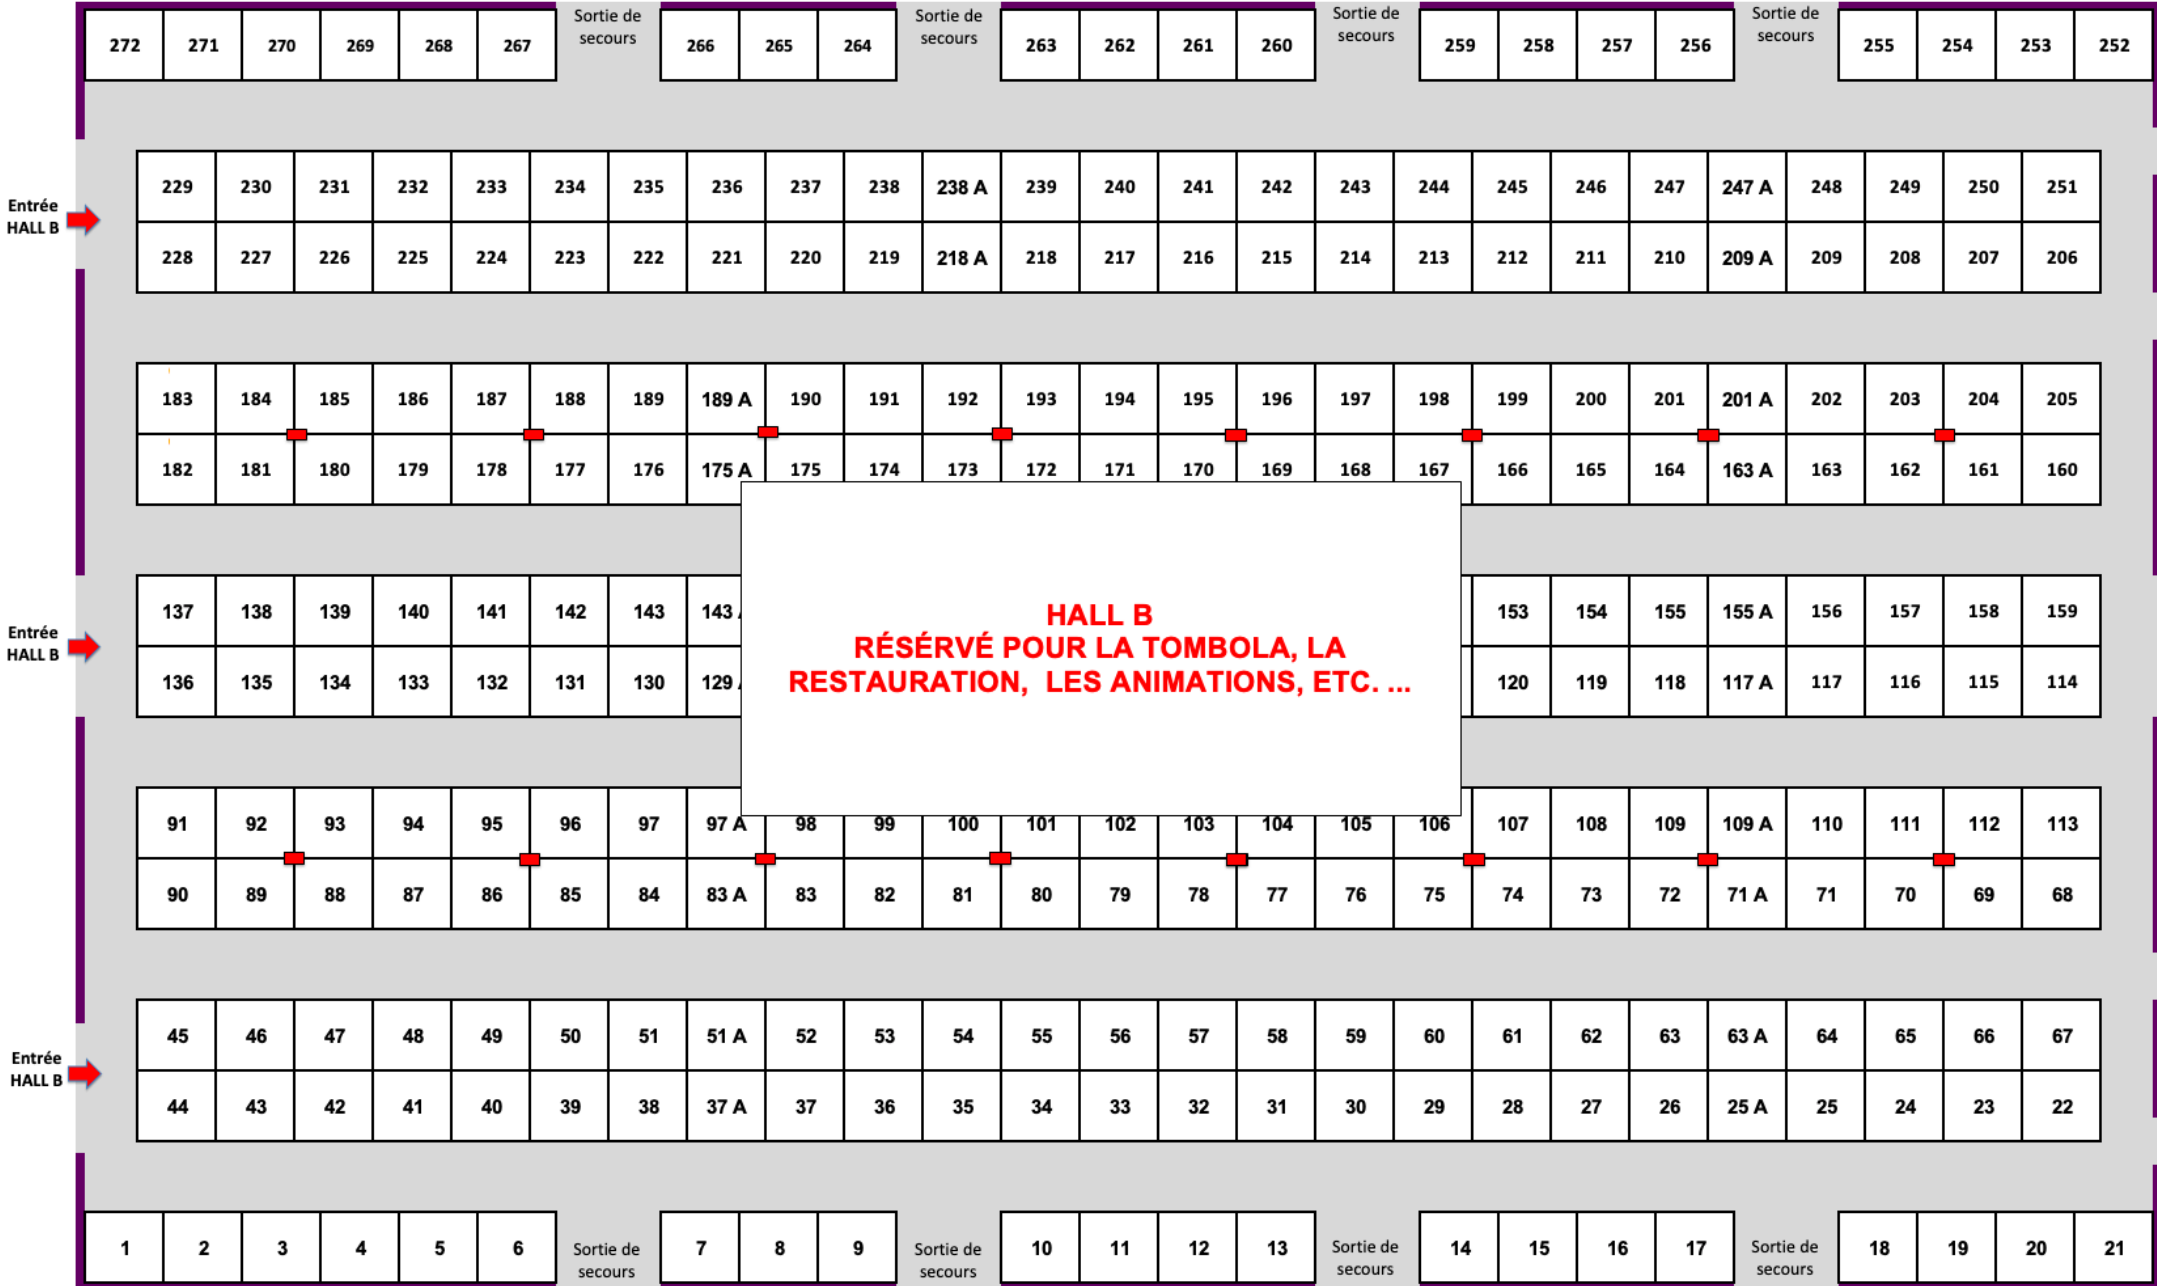 Sortie de secours Sortie de secours Sortie de secours Sortie de secours
272 271 270 269 268 267 266 265 264 263 262 261 260 259 258 257 256 255 254 253 252
229 230 231 232 233 234 235 236 237 238 238 A 239 240 241 242 243 244 245 246 247 247 A 248 249 250 251
Entrée
HALL B
228 227 226 225 224 223 222 221 220 219 218 A 218 217 216 215 214 213 212 211 210 209 A 209 208 207 206
183 184 185 186 187 188 189 189 A 190 191 192 193 194 195 196 197 198 199 200 201 201 A 202 203 204 205
182 181 180 179 178 177 176 175 A 175 174 173 172 171 170 169 168 167 166 165 164 163 A 163 162 161 160
137 138 139 140 141 142 143 143 153 154 155 155 A 156 157 158 159
Entrée
HALL B
HALL B
RÉSÉRVÉ POUR LA TOMBOLA, LA
RESTAURATION, LES ANIMATIONS, ETC. ...
136 135 134 133 132 131 130 129 120 119 118 117 A 117 116 115 114
91 92 93 94 95 96 97 97 A 98 99 100 101 102 103 104 105 106 107 108 109 109 A 110 111 112 113
90 89 88 87 86 85 84 83 A 83 82 81 80 79 78 77 76 75 74 73 72 71 A 71 70 69 68
45 46 47 48 49 50 51 51 A 52 53 54 55 56 57 58 59 60 61 62 63 63 A 64 65 66 67
Entrée
HALL B
44 43 42 41 40 39 38 37 A 37 36 35 34 33 32 31 30 29 28 27 26 25 A 25 24 23 22
1 2 3 4 5 6 7 8 9 10 11 12 13 14 15 16 17 18 19 20 21
Sortie de secours Sortie de secours Sortie de secours Sortie de secours